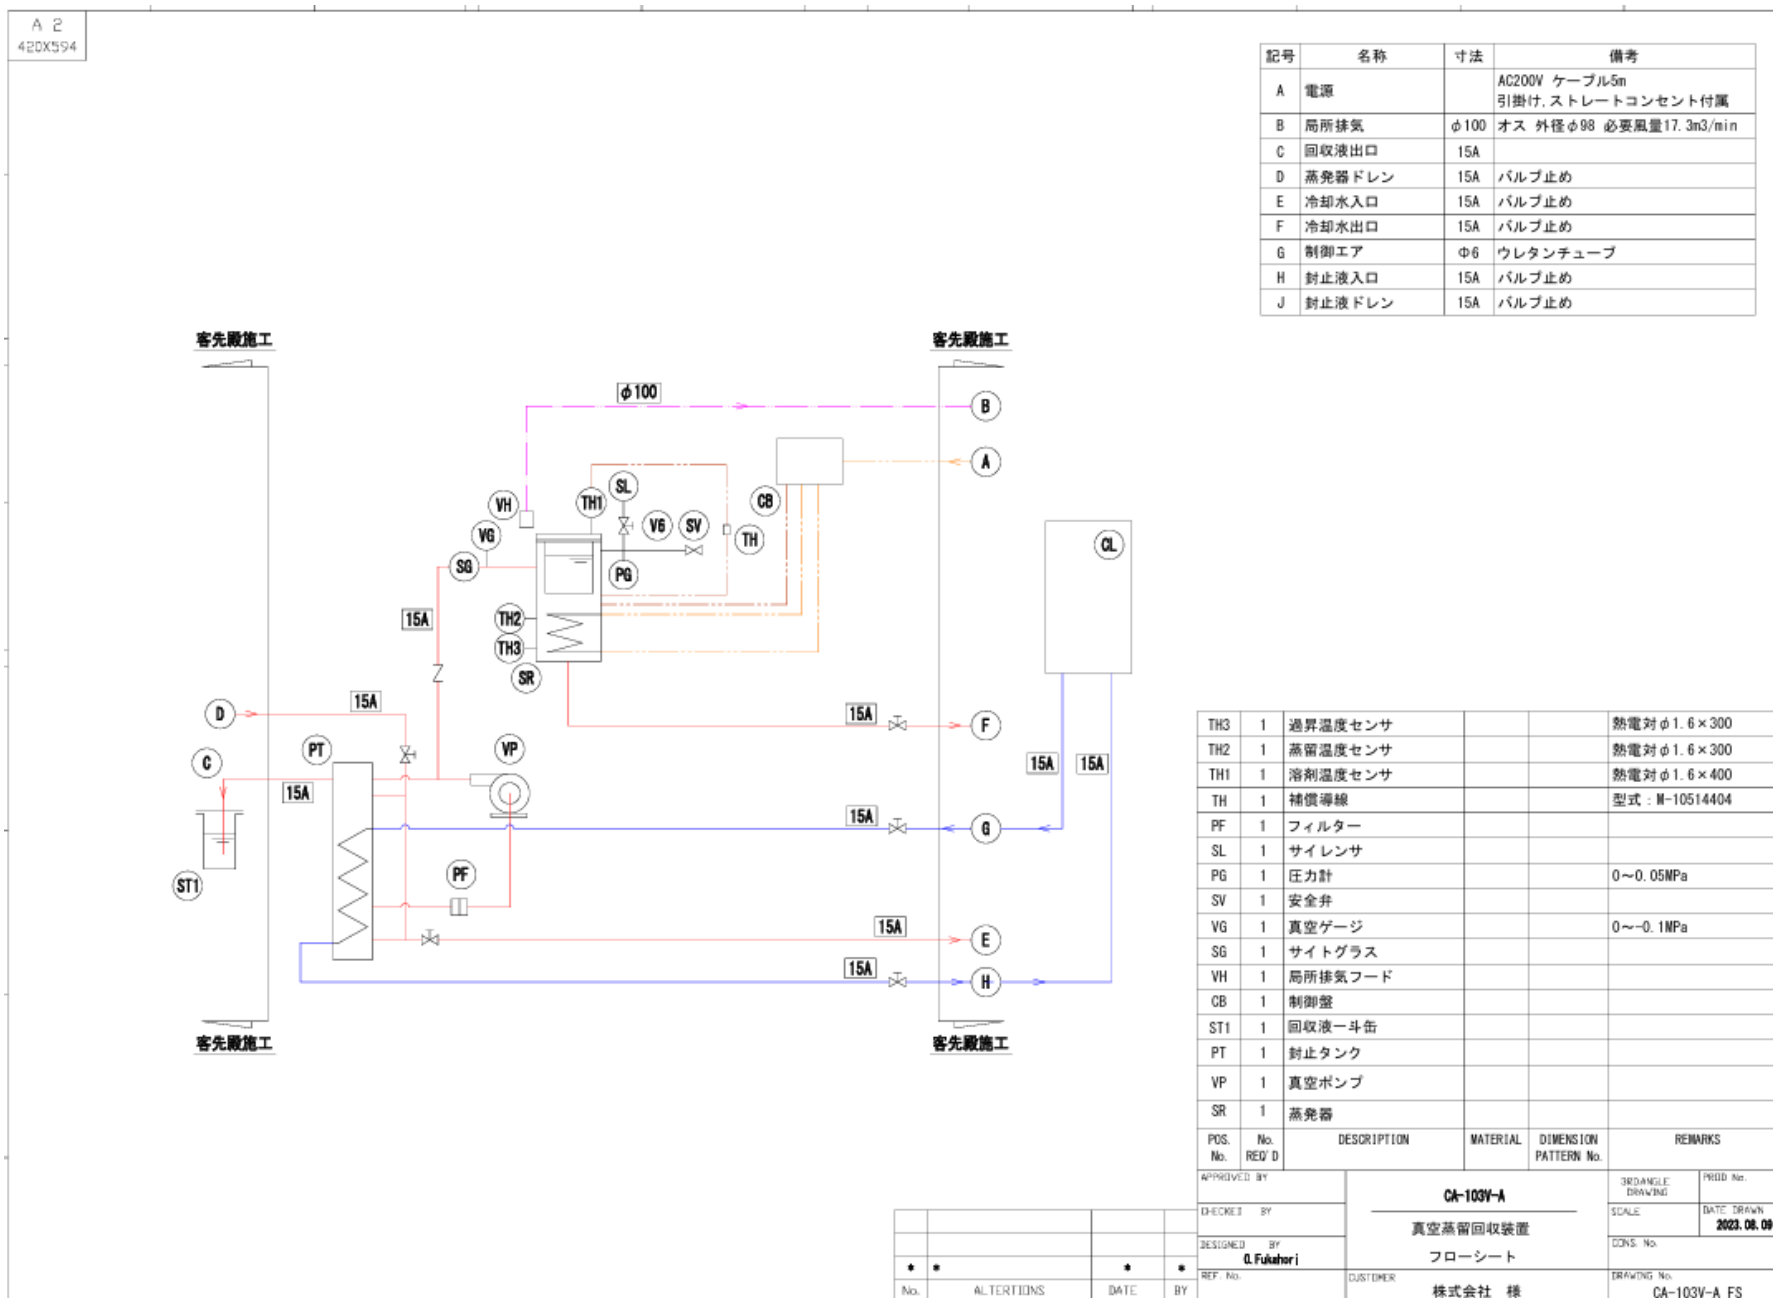 A 2
420X594
記号 名称 寸法 備考
A 電源 AC200V ケーブル5m
引掛け,ストレートコンセント付属
B 局所排気 φ100 オス 外径φ98 必要風量17.3m3/min
C 回収液出口 15A
D 蒸発器ドレン 15A バルブ止め
E 冷却水入口 15A バルブ止め
F 冷却水出口 15A バルブ止め
G 制御エア Φ6 ウレタンチューブ
H 封止液入口 15A バルブ止め
J 封止液ドレン 15A バルブ止め
客先殿施工
客先殿施工
φ100
B
A
SL
TH1
VH
CB
V6
SV
VG
TH
CL
SG
PG
15A
TH2
TH3
SR
15A
D
15A
F
PT
VP
C
15A
15A
15A
15A
G
PF
ST1
15A
E
15A
H
客先殿施工
客先殿施工
TH3 1 過昇温度センサ 熱電対φ1.6×300
TH2 1 蒸留温度センサ 熱電対φ1.6×300
TH1 1 溶剤温度センサ 熱電対φ1.6×400
TH 1 補償導線 型式：M-10514404
PF 1 フィルター
SL 1 サイレンサ
PG 1 圧力計 0～0.05MPa
SV 1 安全弁
VG 1 真空ゲージ 0～-0.1MPa
SG 1 サイトグラス
VH 1 局所排気フード
CB 1 制御盤
ST1 1 回収液一斗缶
PT 1 封止タンク
VP 1 真空ポンプ
SR 1 蒸発器
POS. No. DESCRIPTION MATERIAL DIMENSION REMARKS
No. REQ'D PATTERN No.
APPROVED BY
CHECKED BY
DESIGNED BY
O.Fukahori
REF. No.
CA-103V-A
真空蒸留回収装置
フローシート
CUSTOMER
株式会社 様
3RDANGLE
DRAWING
PROD No.
SCALE
DATE DRAWN
2023.08.09
CONS. No.
DRAWING No.
CA-103V-A FS
* * * *
No. ALTERTIONS DATE BY